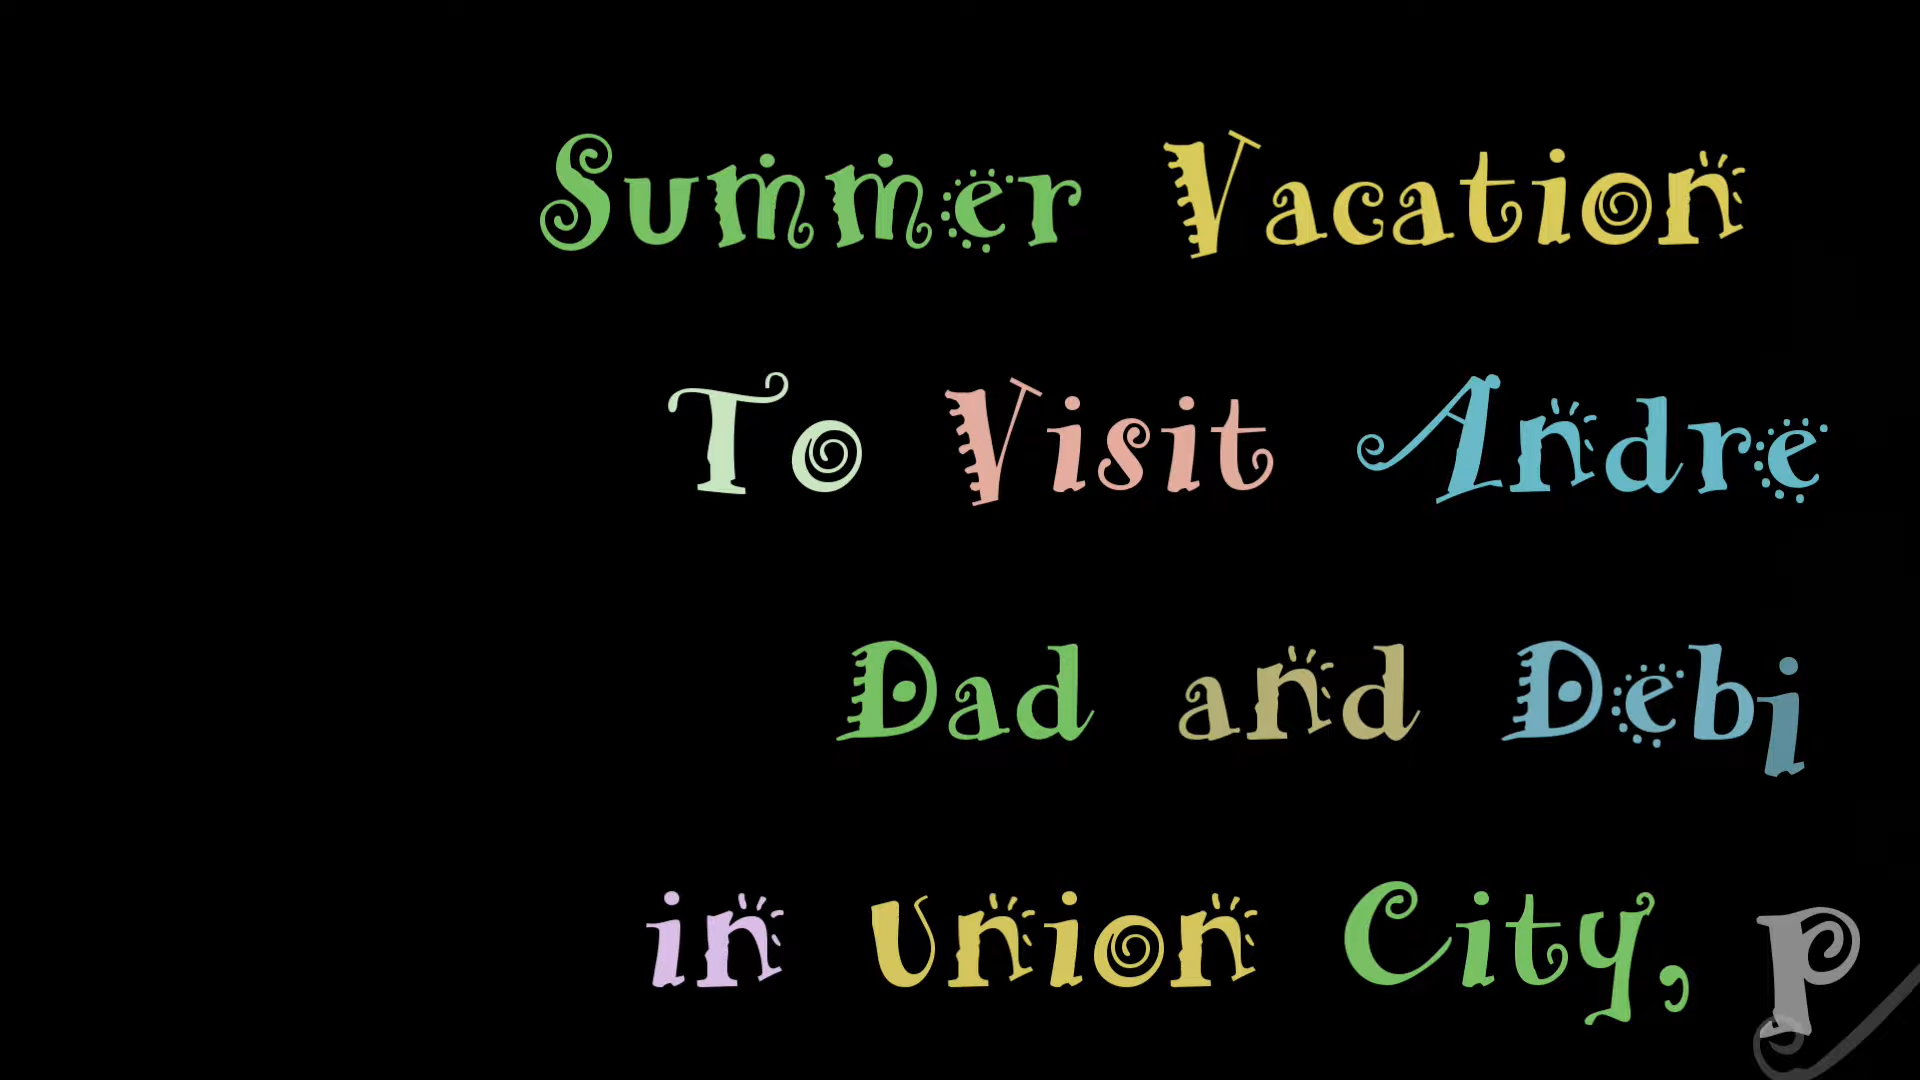 Summer Vacation
To Visit Andre
Dad and Debi
in Union City, P